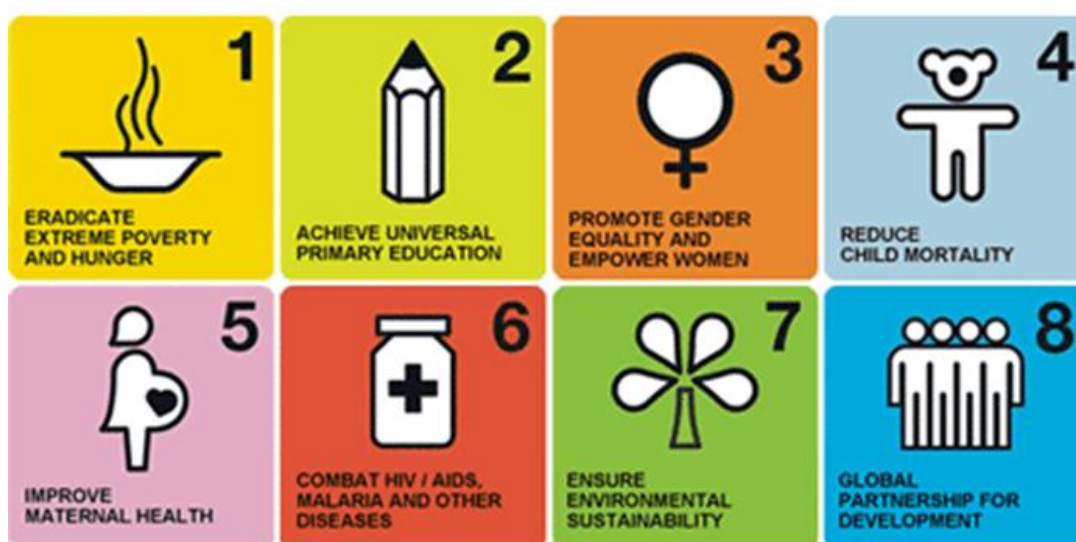 1
ERADICATE
EXTREME POVERTY
AND HUNGER
2
ACHIEVE UNIVERSAL
PRIMARY EDUCATION
3
PROMOTE GENDER
EQUALITY AND
EMPOWER WOMEN
4
REDUCE
CHILD MORTALITY
5
IMPROVE
MATERNAL HEALTH
6
COMBAT HIV / AIDS,
MALARIA AND OTHER
DISEASES
7
ENSURE
ENVIRONMENTAL
SUSTAINABILITY
8
GLOBAL
PARTNERSHIP FOR
DEVELOPMENT